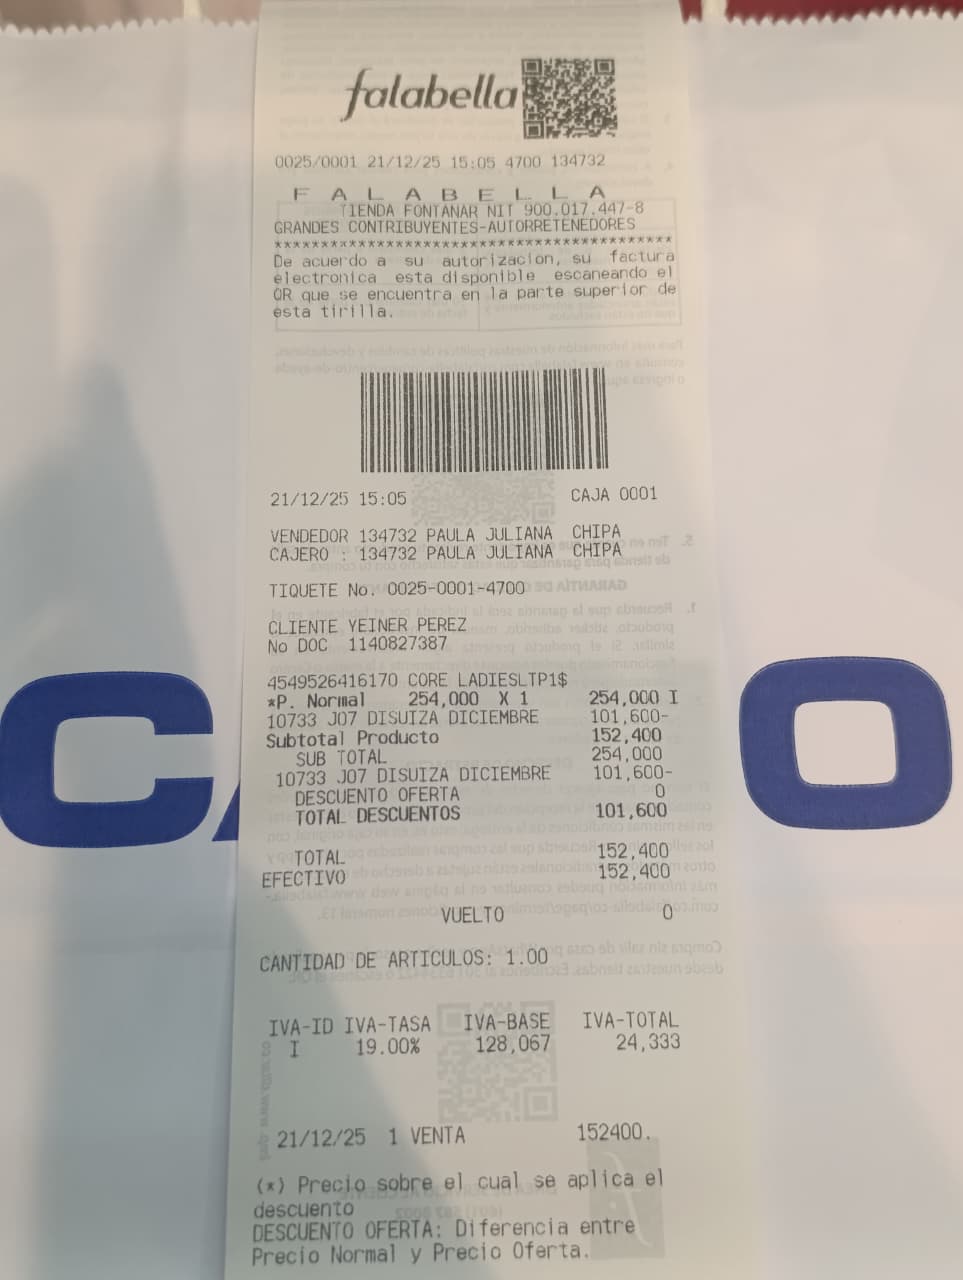 falabella
0025/0001 21/12/25 15:05 4700 134732
F A L A B E L L A
TIENDA FONTANAR NIT 900.017.447-8
GRANDES CONTRIBUYENTES-AUTORRETENEDORES
*******************************************
De acuerdo a su autorizacion, su factura
electronica esta disponible escaneando el
QR que se encuentra en la parte superior de
esta tirilla.
21/12/25 15:05 CAJA 0001
VENDEDOR 134732 PAULA JULIANA CHIPA
CAJERO : 134732 PAULA JULIANA CHIPA
TIQUETE No. 0025-0001-4700
CLIENTE YEINER PEREZ
No DOC 1140827387
4549526416170 CORE LADIESLTP1$
*P. Normal 254,000 X 1 254,000 I
10733 J07 DISUIZA DICIEMBRE 101,600-
Subtotal Producto 152,400
SUB TOTAL 254,000
10733 J07 DISUIZA DICIEMBRE 101,600-
DESCUENTO OFERTA 0
TOTAL DESCUENTOS 101,600
TOTAL 152,400
EFECTIVO 152,400
VUELTO 0
CANTIDAD DE ARTICULOS: 1.00
IVA-ID IVA-TASA IVA-BASE IVA-TOTAL
I 19.00% 128,067 24,333
21/12/25 1 VENTA 152400.
(*) Precio sobre el cual se aplica el
descuento
DESCUENTO OFERTA: Diferencia entre
Precio Normal y Precio Oferta.